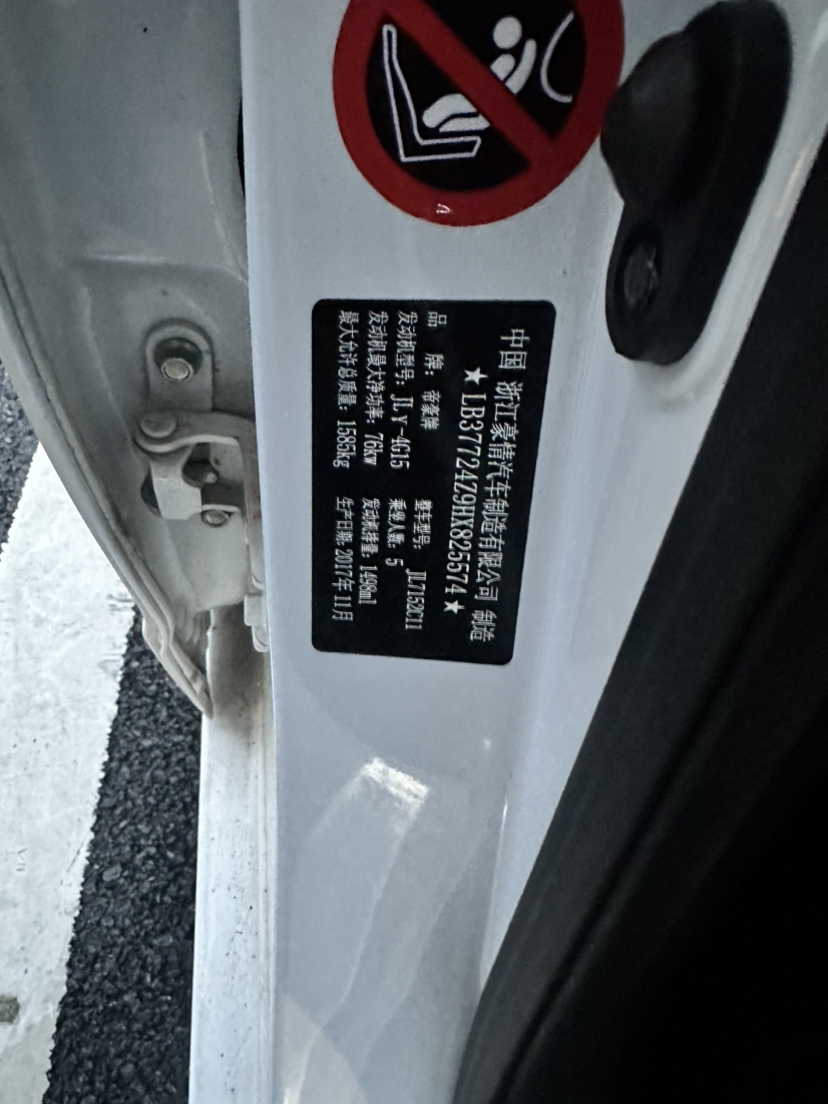 中国 浙江豪情汽车制造有限公司 制造
★LB37724Z9HX825574★
品 牌：帝豪牌 整车型号：JL7152C11
发动机型号：JLγ-4G15 乘坐人数：5
发动机最大净功率：76kw 发动机排量：1498ml
最大允许总质量：1585kg 生产日期：2017年11月